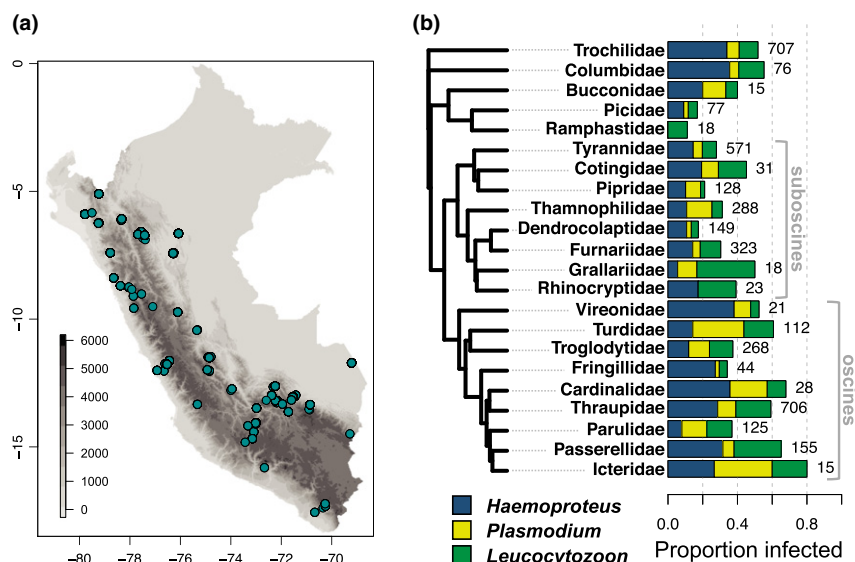 (a)
0
−5
−10
−15
6000
5000
4000
3000
2000
1000
0
−80 −78 −76 −74 −72 −70
(b)
Trochilidae 707
Columbidae 76
Bucconidae 15
Picidae 77
Ramphastidae 18
Tyrannidae 571
Cotingidae 31
Pipridae 128
Thamnophilidae 288
Dendrocolaptidae 149
Furnariidae 323
Grallariidae 18
Rhinocryptidae 23
suboscines
Vireonidae 21
Turdidae 112
Troglodytidae 268
Fringillidae 44
Cardinalidae 28
Thraupidae 706
Parulidae 125
Passerellidae 155
Icteridae 15
oscines
Haemoproteus
Plasmodium
Leucocytozoon
0.0 0.4 0.8
Proportion infected